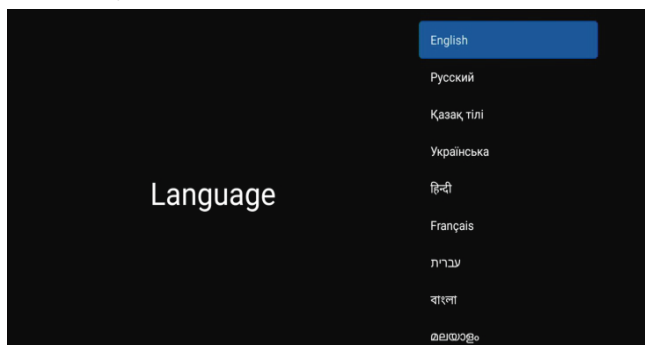 Language
English
Русский
Қазақ тілі
Українська
हिन्दी
Français
עברית
বাংলা
മലയാളം